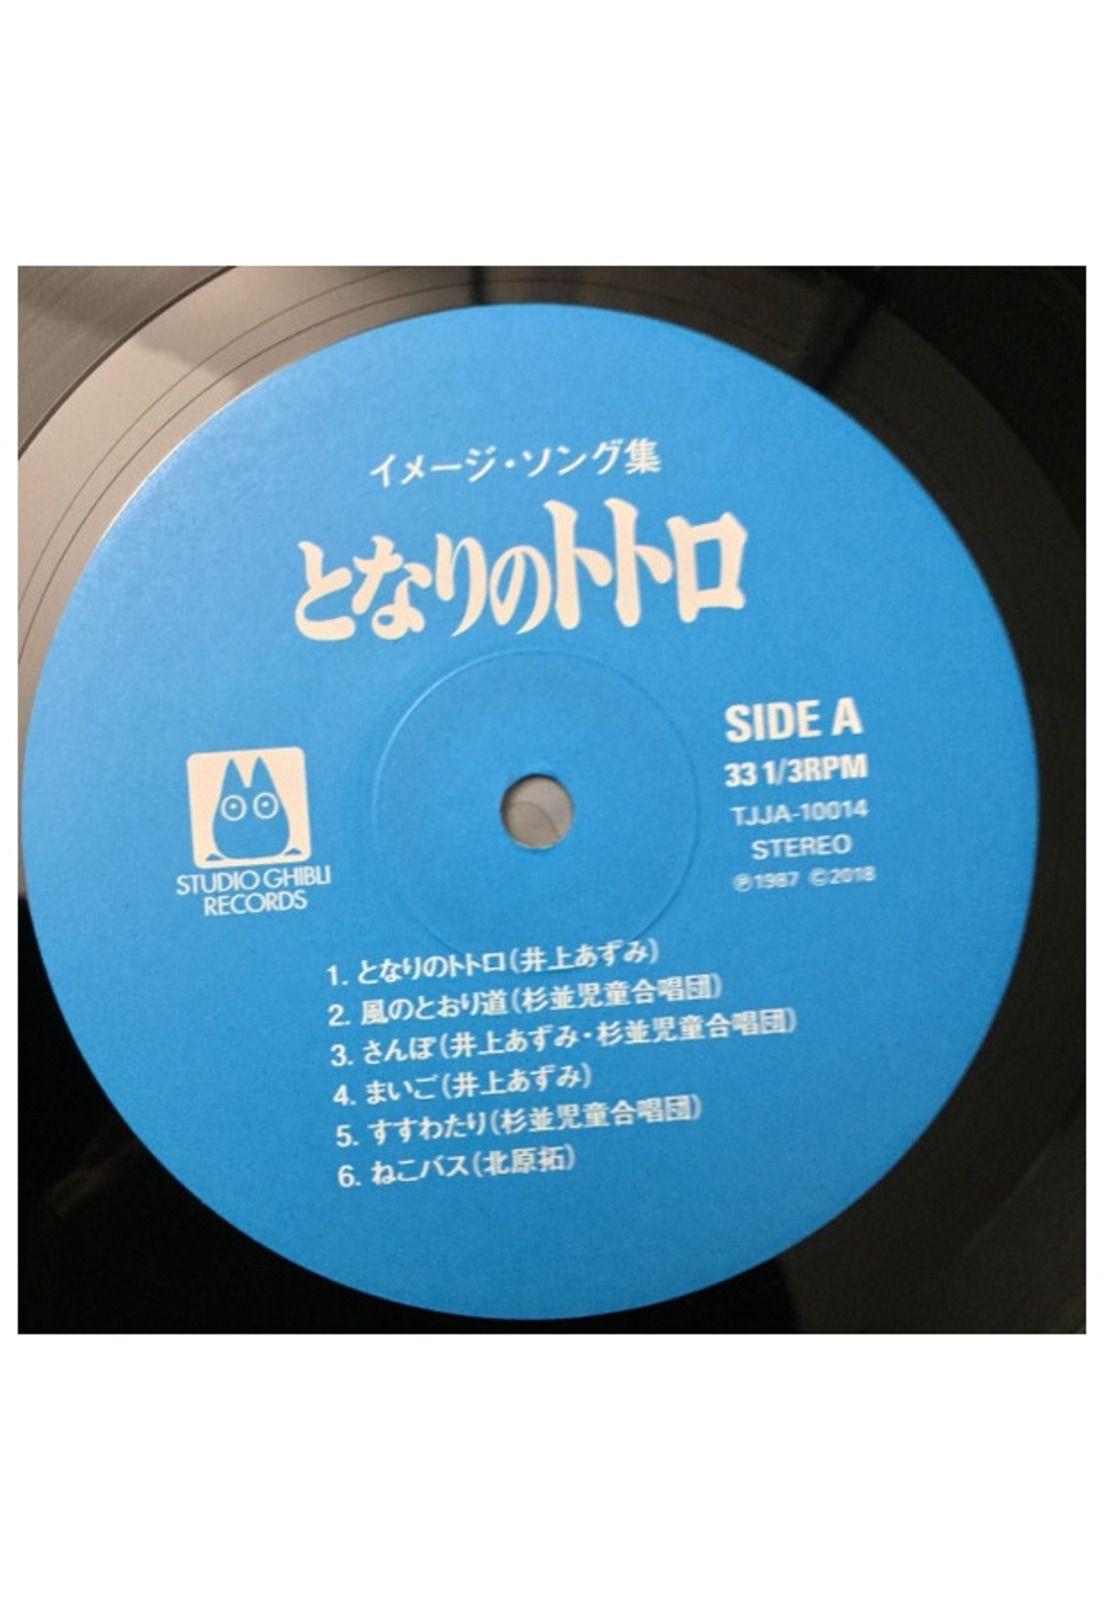 イメージ・ソング集
となりのトトロ
SIDE A
33 1/3RPM
TJJA-10014
STEREO
℗1987 ©2018
STUDIO GHIBLI
RECORDS
1. となりのトトロ(井上あずみ)
2. 風のとおり道(杉並児童合唱団)
3. さんぽ(井上あずみ・杉並児童合唱団)
4. まいご(井上あずみ)
5. すすわたり(杉並児童合唱団)
6. ねこバス(北原拓)